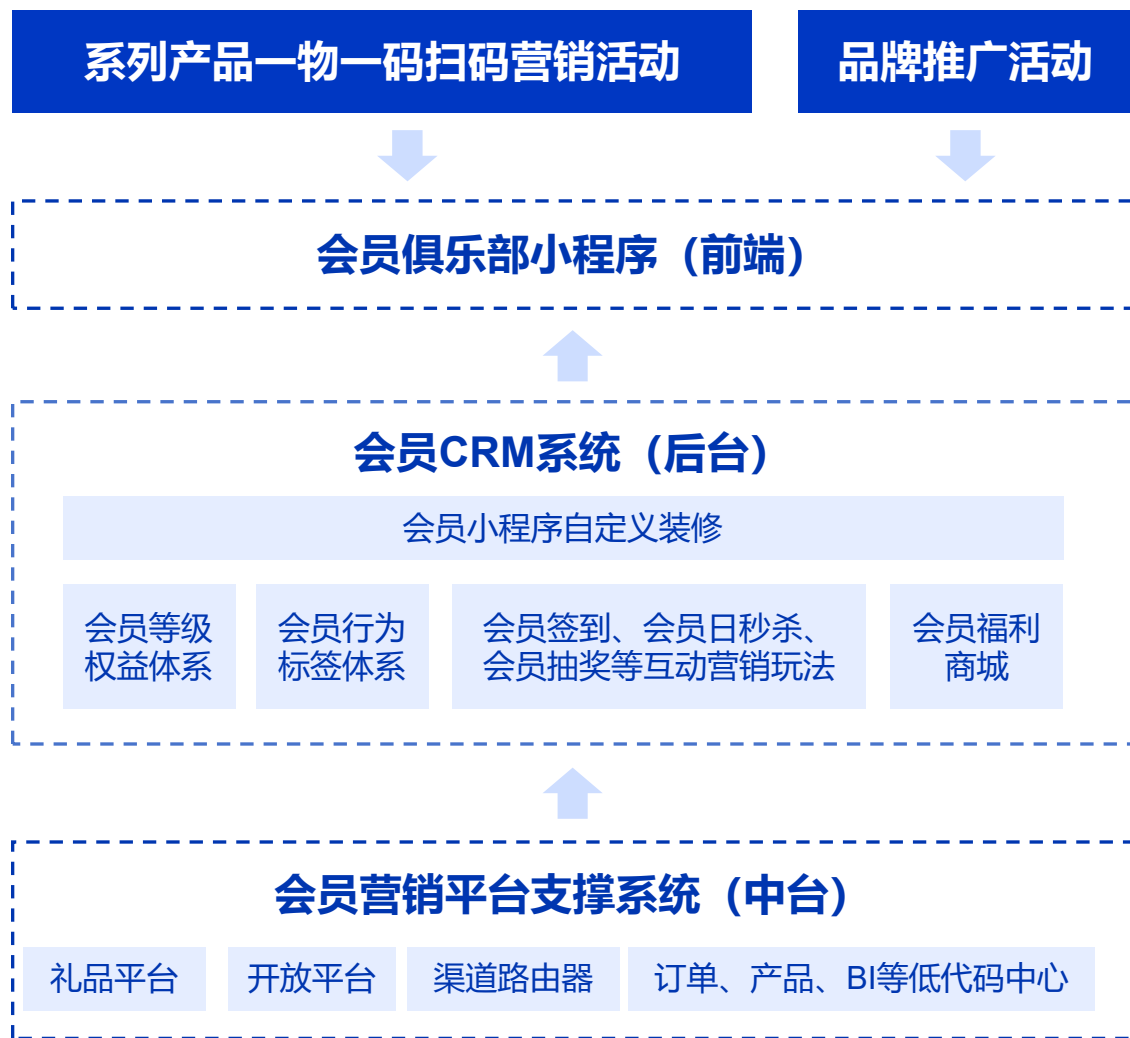 系列产品一物一码扫码营销活动
品牌推广活动
会员俱乐部小程序（前端）
会员CRM系统（后台）
会员小程序自定义装修
会员等级
权益体系
会员行为
标签体系
会员签到、会员日秒杀、
会员抽奖等互动营销玩法
会员福利
商城
会员营销平台支撑系统（中台）
礼品平台
开放平台
渠道路由器
订单、产品、BI等低代码中心